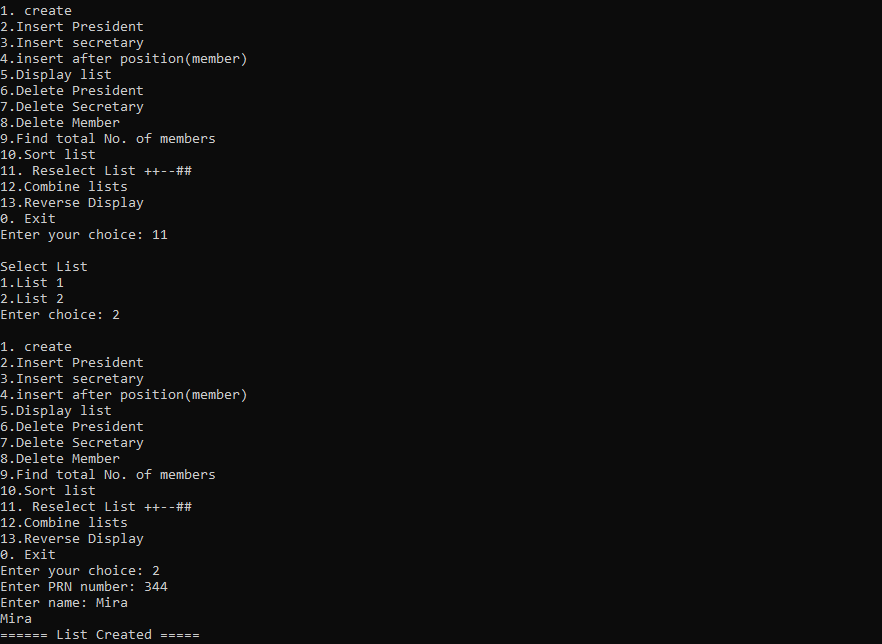 1. create
2.Insert President
3.Insert secretary
4.insert after position(member)
5.Display list
6.Delete President
7.Delete Secretary
8.Delete Member
9.Find total No. of members
10.Sort list
11. Reselect List ++--##
12.Combine lists
13.Reverse Display
0. Exit
Enter your choice: 11
Select List
1.List 1
2.List 2
Enter choice: 2
1. create
2.Insert President
3.Insert secretary
4.insert after position(member)
5.Display list
6.Delete President
7.Delete Secretary
8.Delete Member
9.Find total No. of members
10.Sort list
11. Reselect List ++--##
12.Combine lists
13.Reverse Display
0. Exit
Enter your choice: 2
Enter PRN number: 344
Enter name: Mira
Mira
====== List Created =====